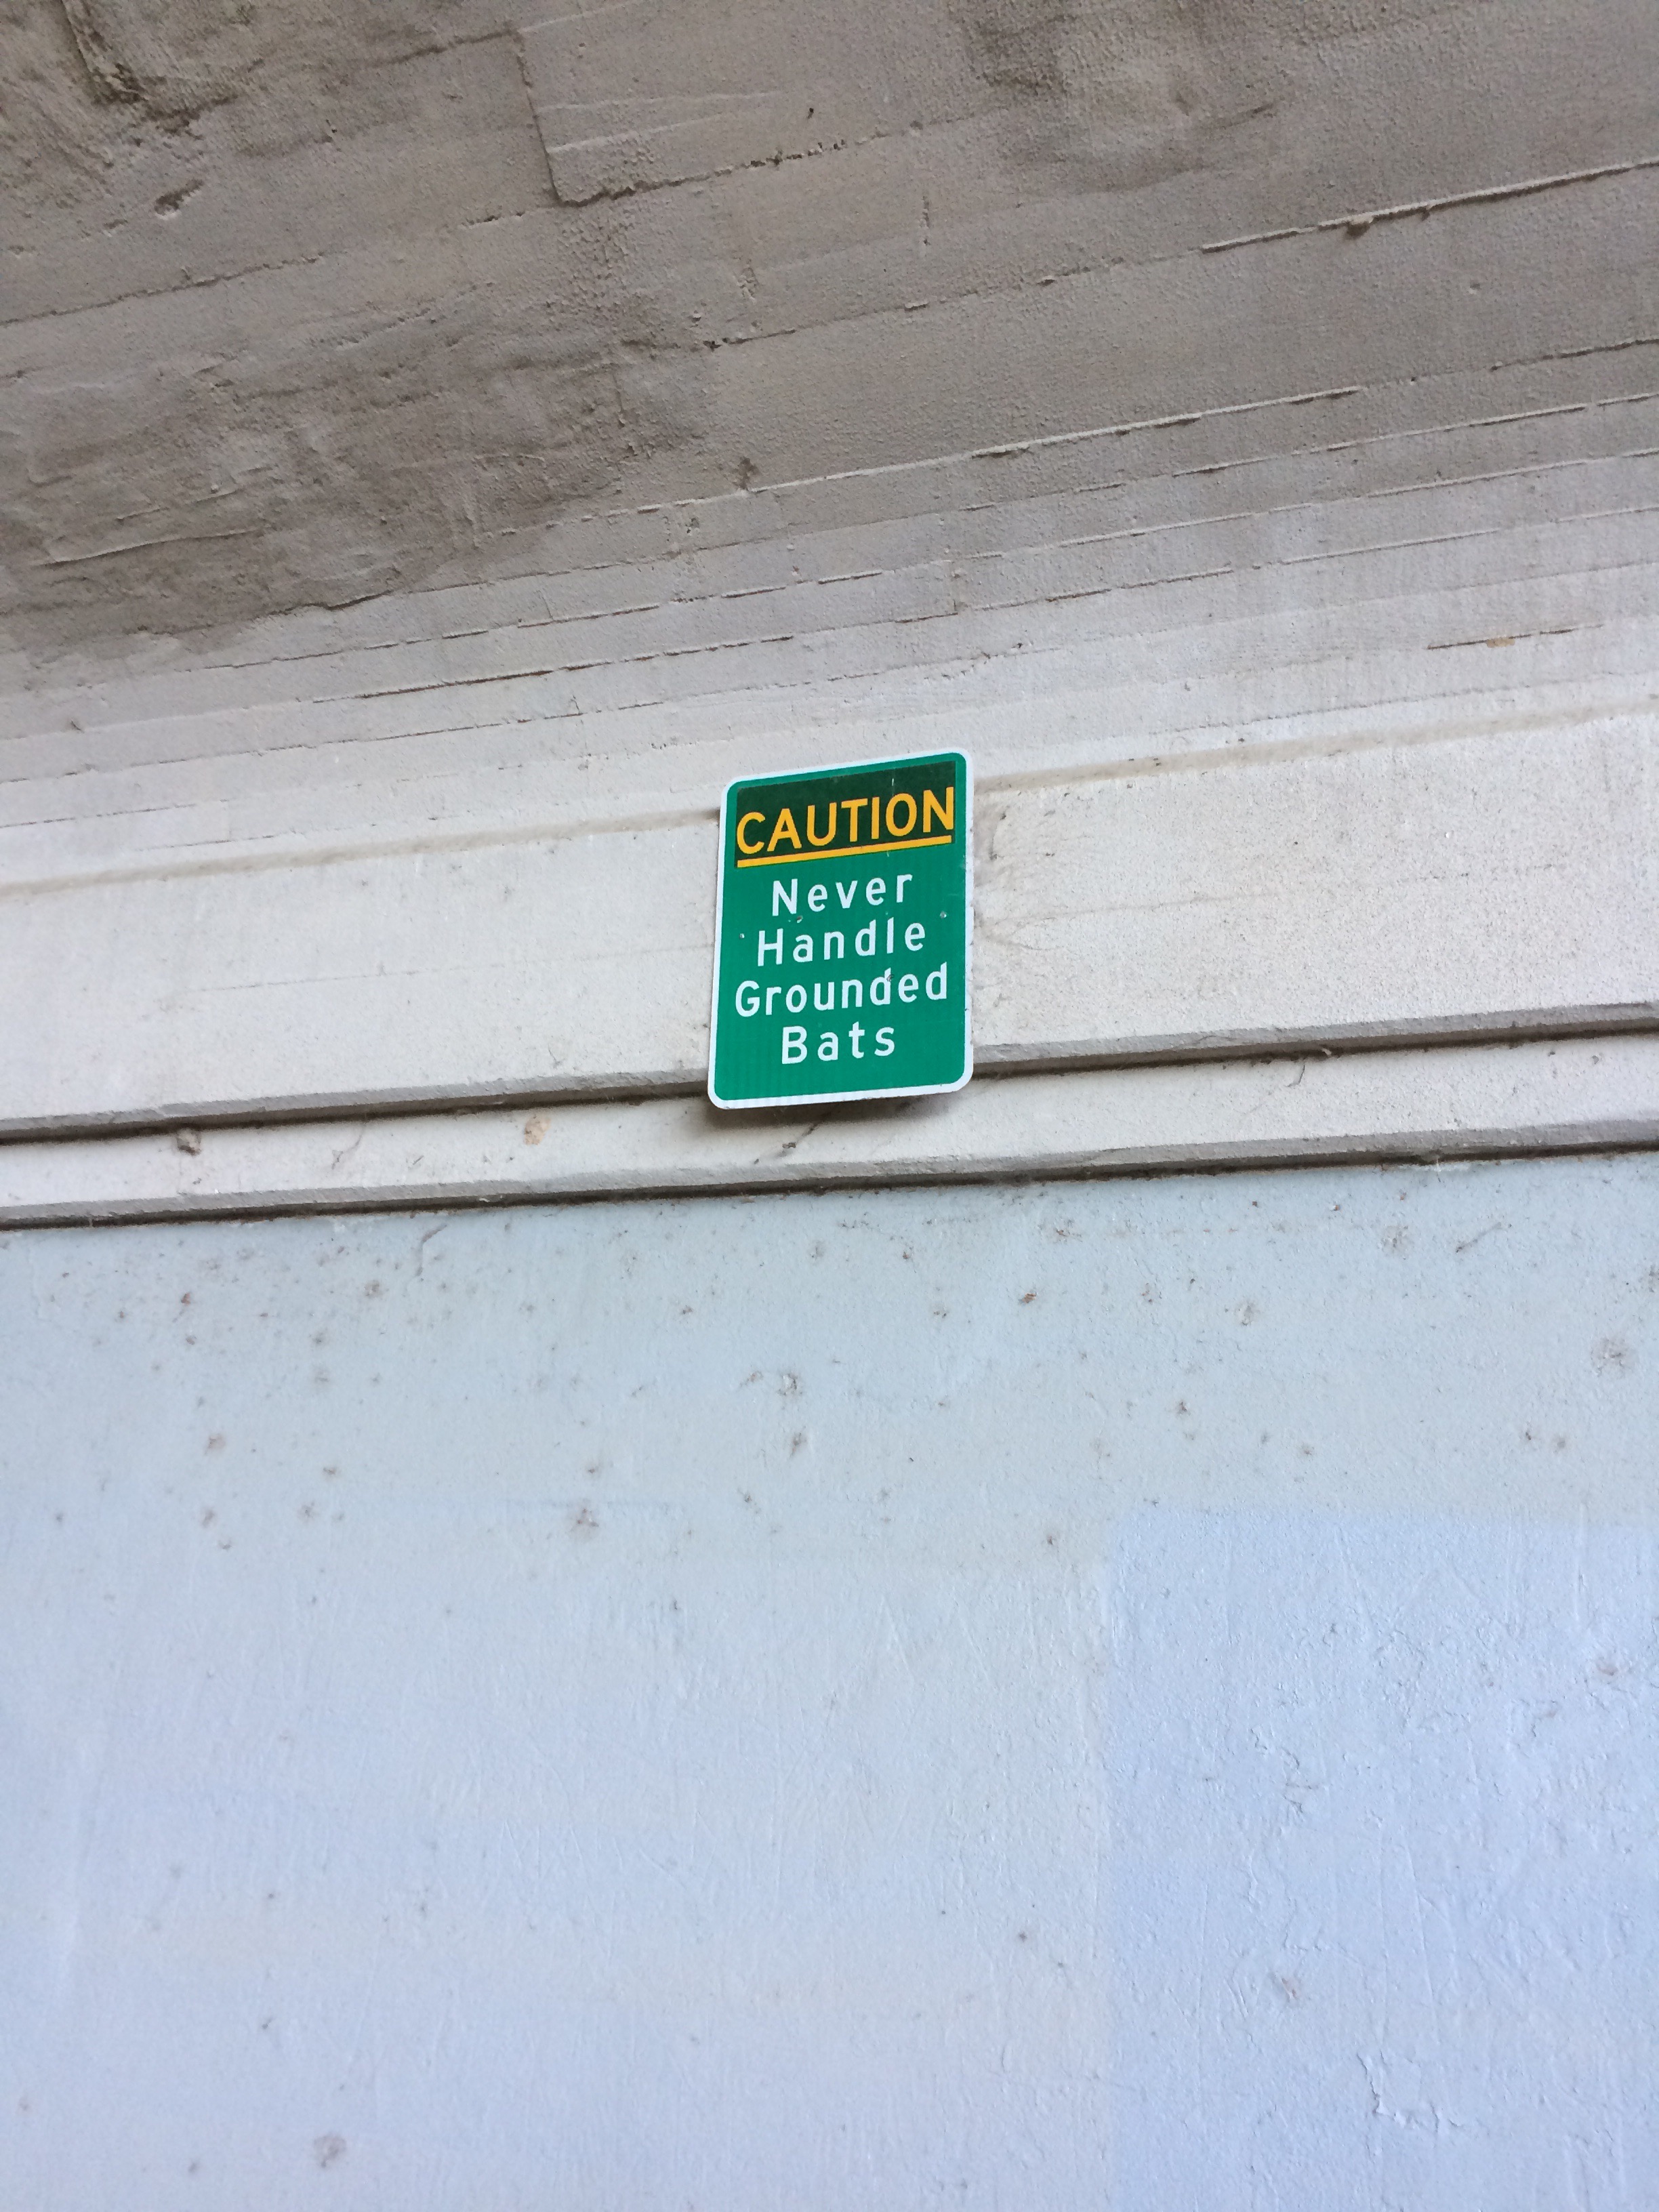 CAUTION
Never
Handle
Grounded
Bats